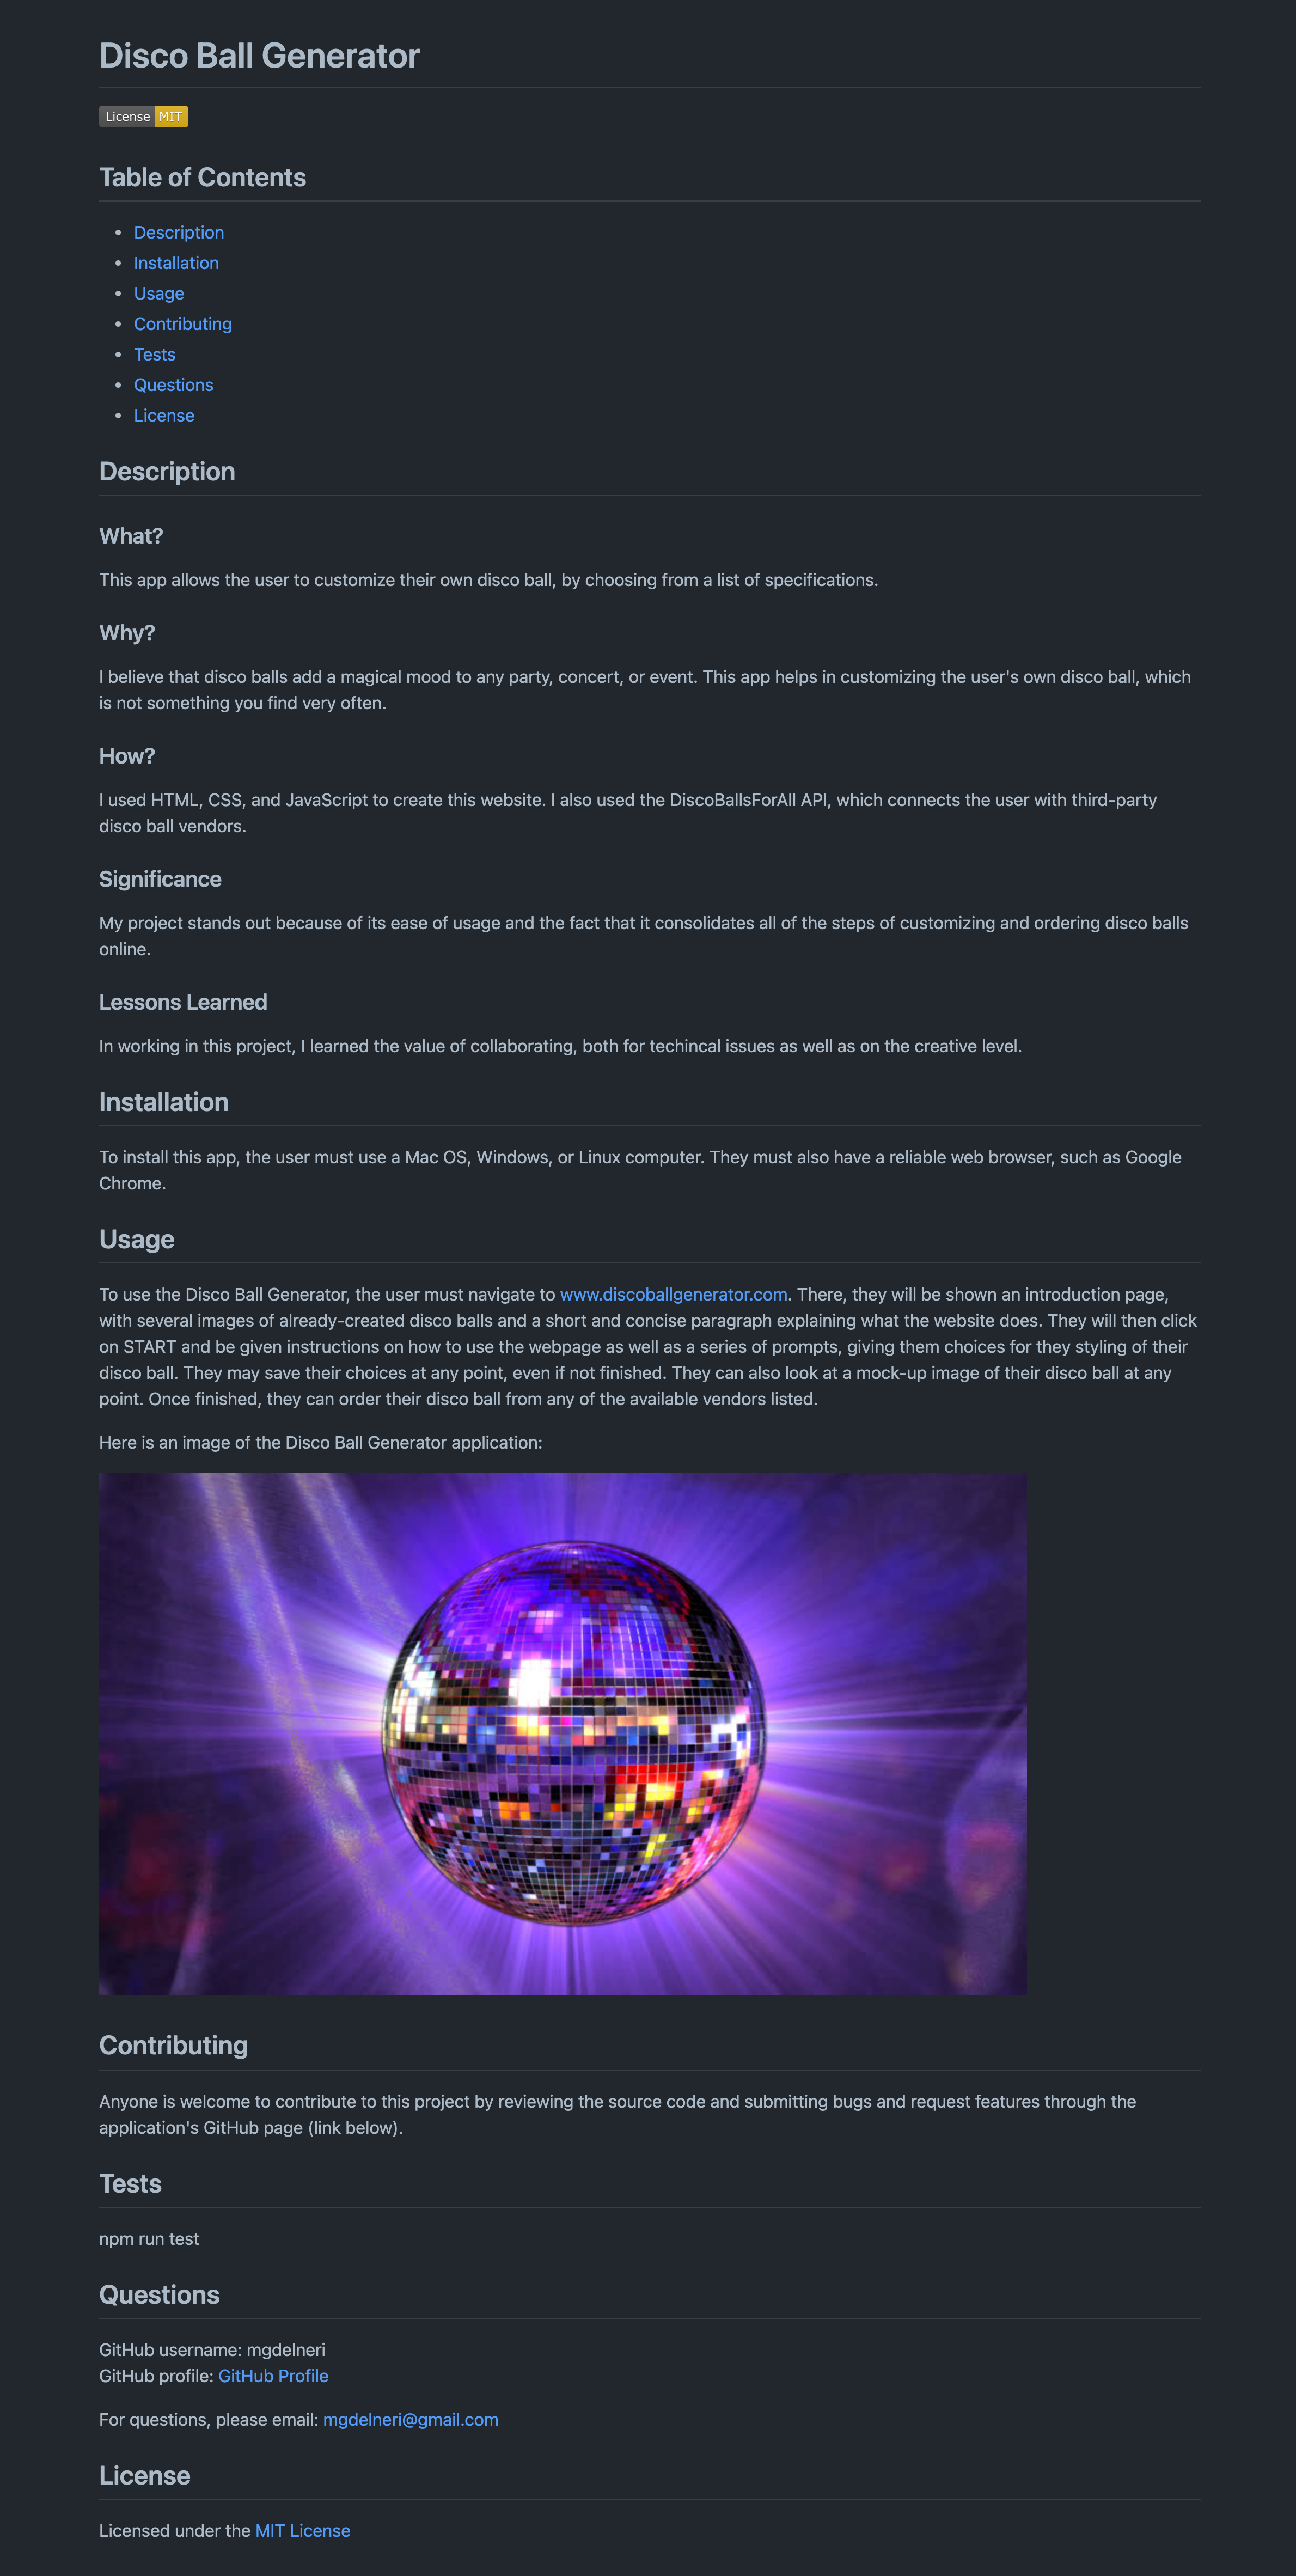 Disco Ball Generator
License MIT
Table of Contents
Description
Installation
Usage
Contributing
Tests
Questions
License
Description
What?
This app allows the user to customize their own disco ball, by choosing from a list of specifications.
Why?
I believe that disco balls add a magical mood to any party, concert, or event. This app helps in customizing the user's own disco ball, which
is not something you find very often.
How?
I used HTML, CSS, and JavaScript to create this website. I also used the DiscoBallsForAll API, which connects the user with third-party
disco ball vendors.
Significance
My project stands out because of its ease of usage and the fact that it consolidates all of the steps of customizing and ordering disco balls
online.
Lessons Learned
In working in this project, I learned the value of collaborating, both for techincal issues as well as on the creative level.
Installation
To install this app, the user must use a Mac OS, Windows, or Linux computer. They must also have a reliable web browser, such as Google
Chrome.
Usage
To use the Disco Ball Generator, the user must navigate to www.discoballgenerator.com. There, they will be shown an introduction page,
with several images of already-created disco balls and a short and concise paragraph explaining what the website does. They will then click
on START and be given instructions on how to use the webpage as well as a series of prompts, giving them choices for they styling of their
disco ball. They may save their choices at any point, even if not finished. They can also look at a mock-up image of their disco ball at any
point. Once finished, they can order their disco ball from any of the available vendors listed.
Here is an image of the Disco Ball Generator application:
Contributing
Anyone is welcome to contribute to this project by reviewing the source code and submitting bugs and request features through the
application's GitHub page (link below).
Tests
npm run test
Questions
GitHub username: mgdelneri
GitHub profile: GitHub Profile
For questions, please email: mgdelneri@gmail.com
License
Licensed under the MIT License